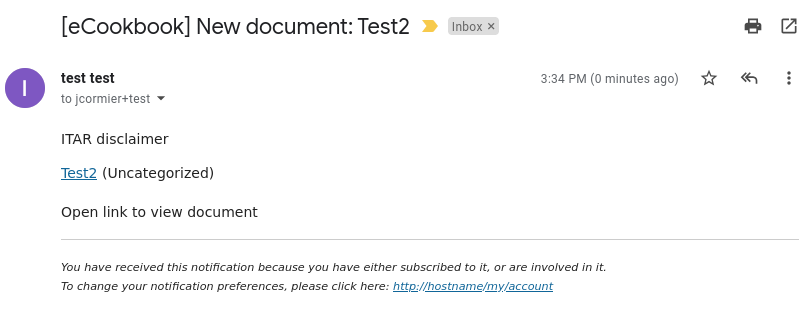 [eCookbook] New document: Test2 Inbox ×
I test test 3:34 PM (0 minutes ago)
to jcormier+test
ITAR disclaimer
Test2 (Uncategorized)
Open link to view document
You have received this notification because you have either subscribed to it, or are involved in it.
To change your notification preferences, please click here: http://hostname/my/account